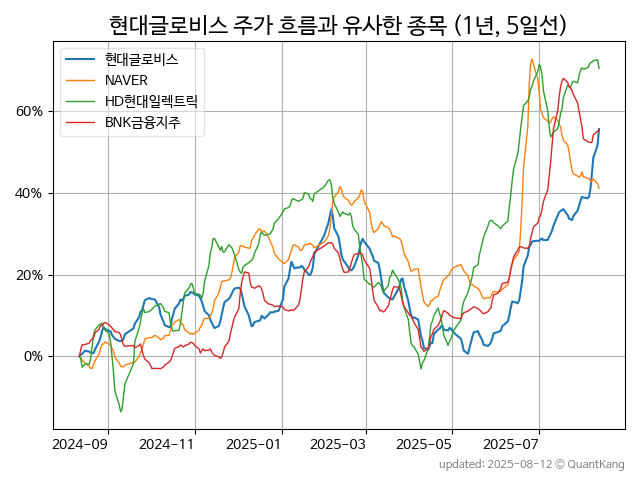 현대글로비스 주가 흐름과 유사한 종목 (1년, 5일선)
현대글로비스
NAVER
HD현대일렉트릭
BNK금융지주
60%
40%
20%
0%
2024-09 2024-11 2025-01 2025-03 2025-05 2025-07
updated: 2025-08-12 © QuantKang